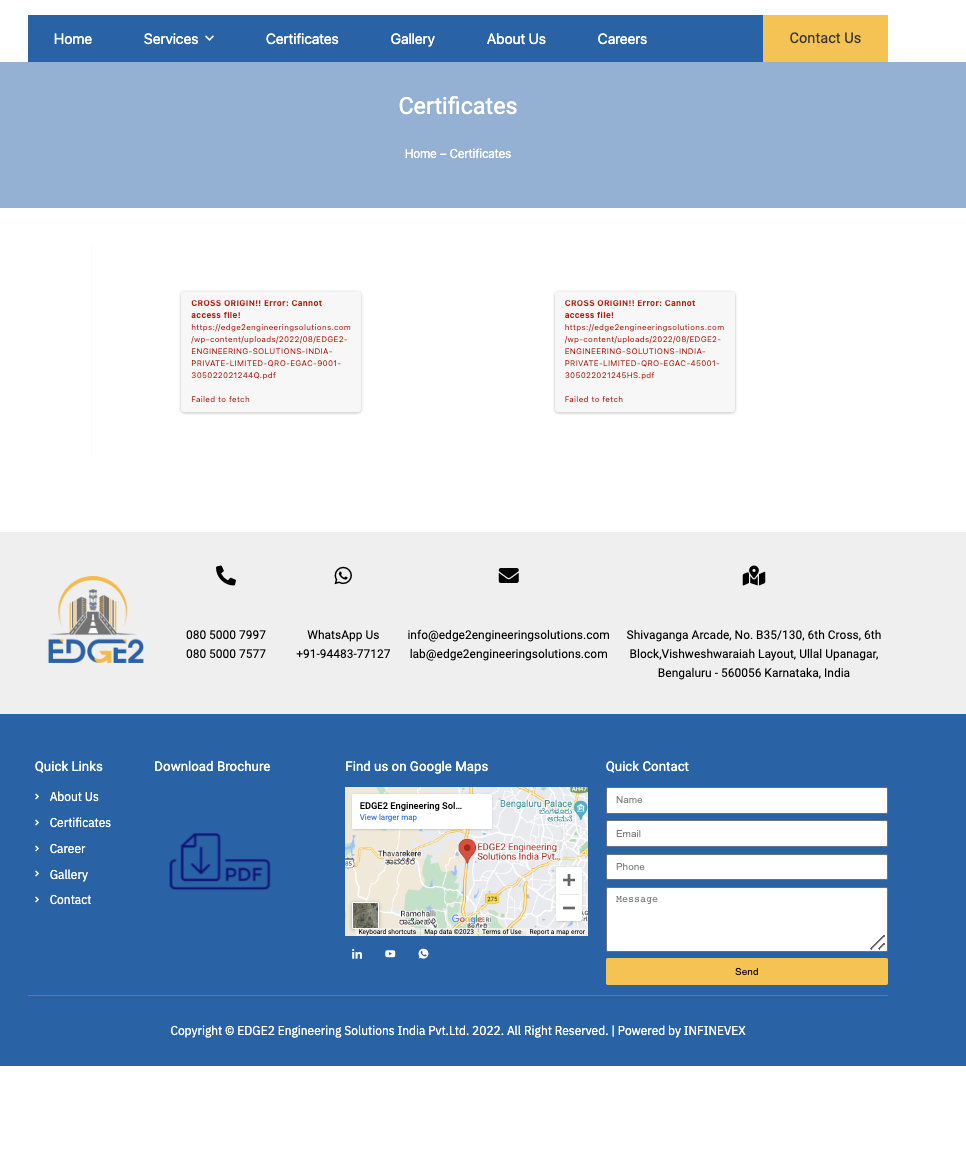 Home
Services
Certificates
Gallery
About Us
Careers
Contact Us
Certificates
Home – Certificates
CROSS ORIGIN!! Error: Cannot
access file!
https://edge2engineeringsolutions.com
/wp-content/uploads/2022/08/EDGE2-
ENGINEERING-SOLUTIONS-INDIA-
PRIVATE-LIMITED-QRO-EGAC-9001-
305022021244Q.pdf
Failed to fetch
CROSS ORIGIN!! Error: Cannot
access file!
https://edge2engineeringsolutions.com
/wp-content/uploads/2022/08/EDGE2-
ENGINEERING-SOLUTIONS-INDIA-
PRIVATE-LIMITED-QRO-EGAC-45001-
305022021245HS.pdf
Failed to fetch
EDGE2
080 5000 7997
080 5000 7577
WhatsApp Us
+91-94483-77127
info@edge2engineeringsolutions.com
lab@edge2engineeringsolutions.com
Shivaganga Arcade, No. B35/130, 6th Cross, 6th
Block,Vishweshwaraiah Layout, Ullal Upanagar,
Bengaluru - 560056 Karnataka, India
Quick Links
About Us
Certificates
Career
Gallery
Contact
Download Brochure
PDF
Find us on Google Maps
EDGE2 Engineering Sol...
View larger map
Bengaluru Palace
ಬೆಂಗಳೂರು
ಅರಮನೆ
EDGE2 Engineering
Solutions India Pvt...
Thavarekere
ತಾವರೆಕೆರೆ
275
Ramohalli
ರಾಮೋಹಳ್ಳಿ
Google
Keyboard shortcuts
Map data ©2023
Terms of Use
Report a map error
Quick Contact
Name
Email
Phone
Message
Send
Copyright © EDGE2 Engineering Solutions India Pvt.Ltd. 2022. All Right Reserved. | Powered by INFINEVEX